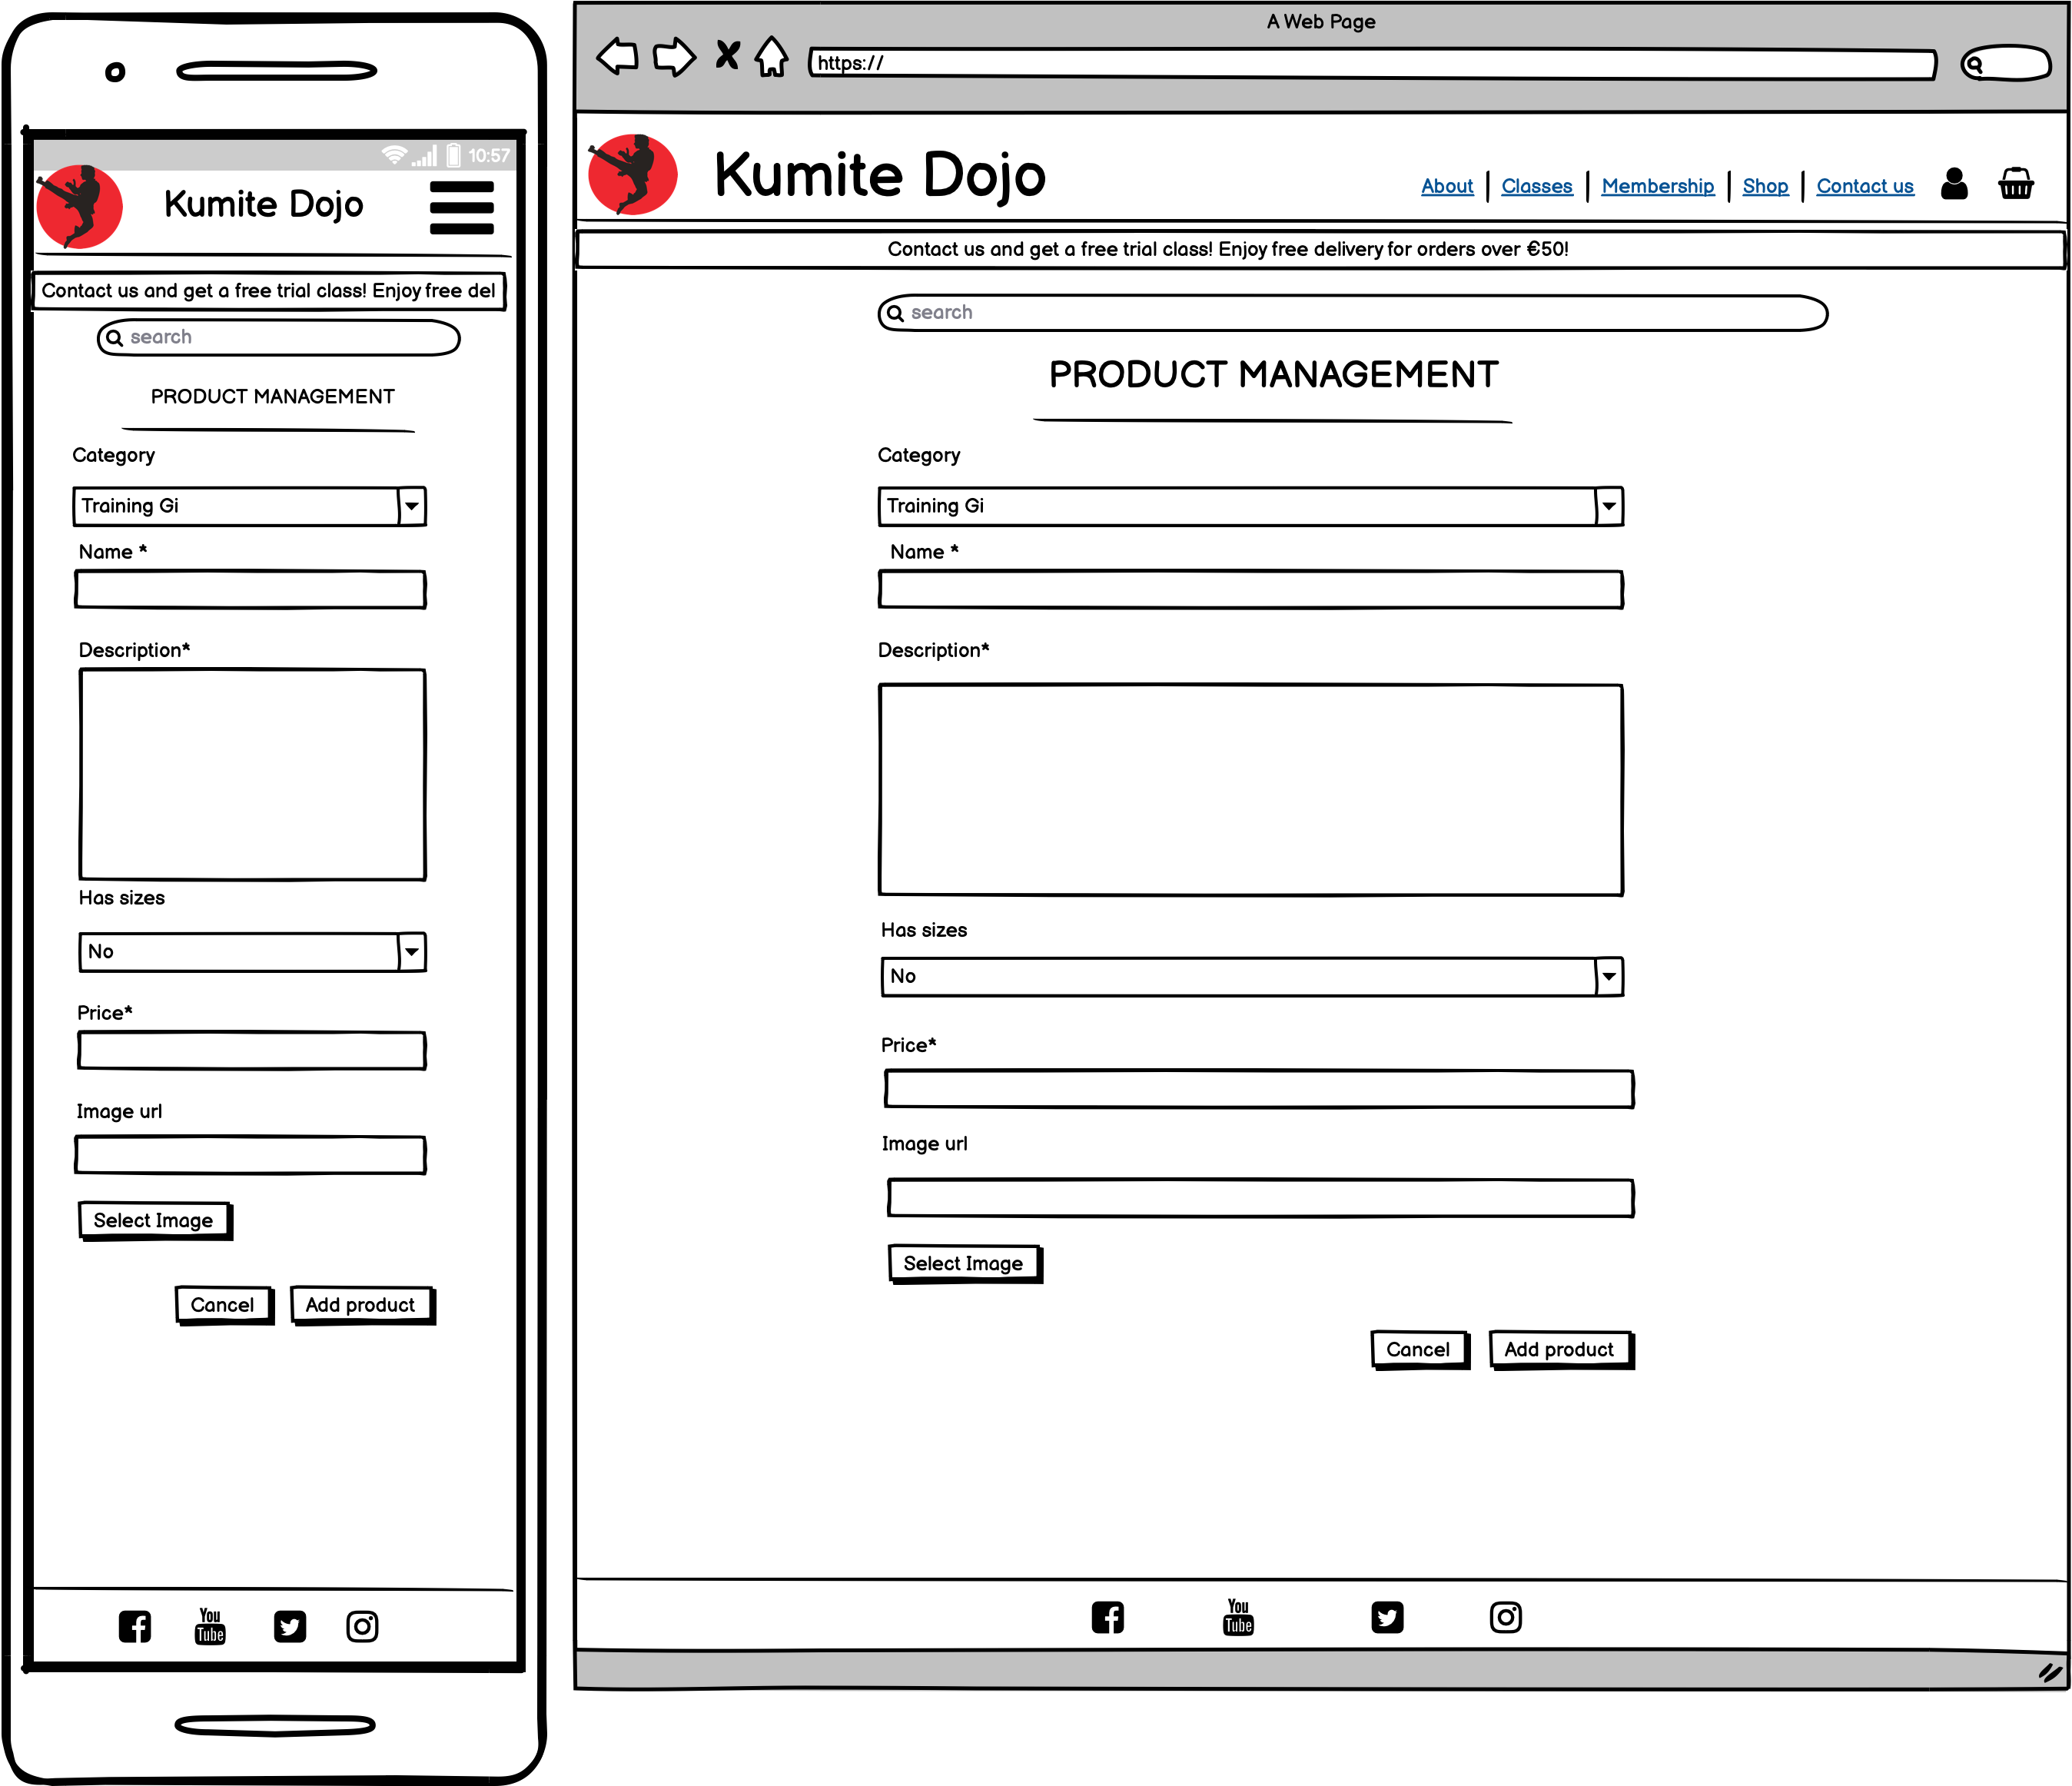 10:57
Kumite Dojo
Contact us and get a free trial class! Enjoy free del
search
PRODUCT MANAGEMENT
Category
Training Gi
Name *
Description*
Has sizes
No
Price*
Image url
Select Image
Cancel Add product
You
Tube
A Web Page
https://
Kumite Dojo
About Classes Membership Shop Contact us
Contact us and get a free trial class! Enjoy free delivery for orders over €50!
search
PRODUCT MANAGEMENT
Category
Training Gi
Name *
Description*
Has sizes
No
Price*
Image url
Select Image
Cancel Add product
You
Tube